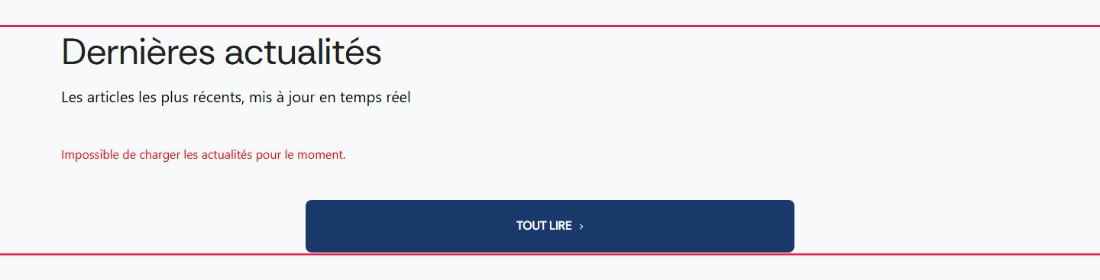 Dernières actualités
Les articles les plus récents, mis à jour en temps réel
Impossible de charger les actualités pour le moment.
TOUT LIRE ›